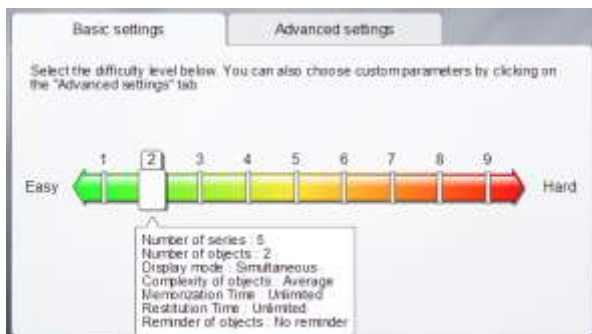 Basic settings
Advanced settings
Select the difficulty level below. You can also choose custom parameters by clicking on
the "Advanced settings" tab
1 2 3 4 5 6 7 8 9
Easy
Hard
Number of series : 5
Number of objects : 2
Display mode : Simultaneous
Complexity of objects : Average
Memorization Time : Unlimited
Restitution Time : Unlimited
Reminder of objects : No reminder